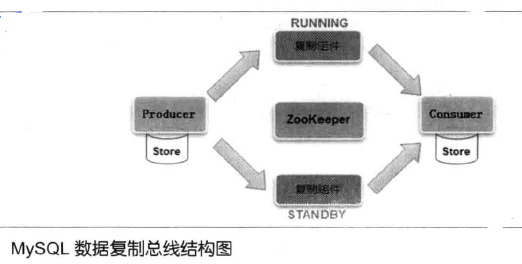 RUNNING
复制组件
Producer
ZooKeeper
Consumer
Store
Store
复制组件
STANDBY
MySQL 数据复制总线结构图